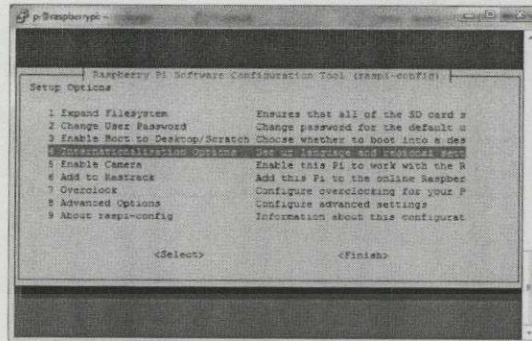 pi@raspberrypi: ~
Raspberry Pi Software Configuration Tool (raspi-config)
Setup Options
1 Expand Filesystem Ensures that all of the SD card s
2 Change User Password Change password for the default u
3 Enable Boot to Desktop/Scratch Choose whether to boot into a des
4 Internationalisation Options Set up language and regional sett
5 Enable Camera Enable this Pi to work with the R
6 Add to Rastrack Add this Pi to the online Raspber
7 Overclock Configure overclocking for your P
8 Advanced Options Configure advanced settings
9 About raspi-config Information about this configurat
<Select> <Finish>